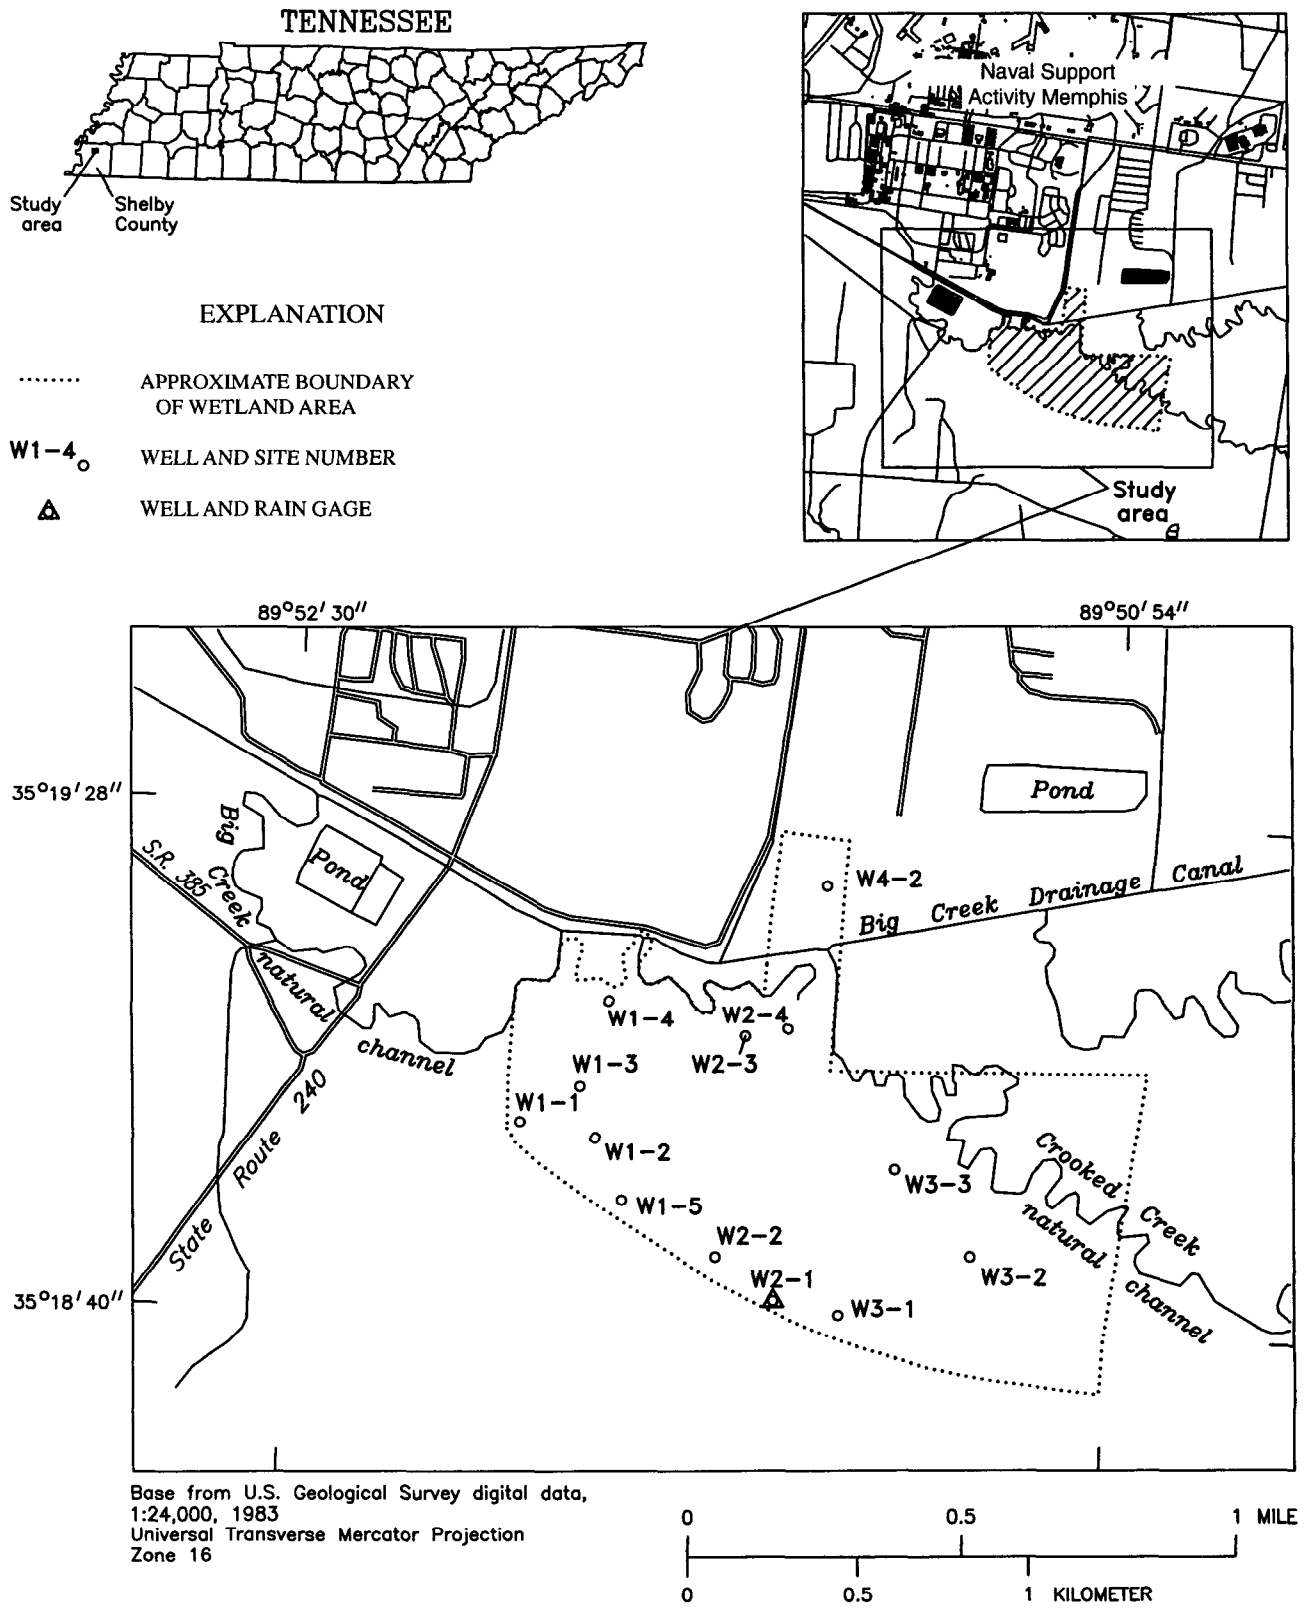 TENNESSEE
Study
area
Shelby
County
Naval Support
Activity Memphis
Study
area
EXPLANATION
APPROXIMATE BOUNDARY
OF WETLAND AREA
W1-4
WELL AND SITE NUMBER
WELL AND RAIN GAGE
89°52'30"
89°50'54"
35°19'28"
35°18'40"
Big
Creek
natural
channel
S.R. 385
Pond
Pond
Big Creek Drainage Canal
W4-2
W1-4
W2-4
W2-3
W1-3
W1-1
W1-2
W1-5
W3-3
W2-2
W2-1
W3-1
W3-2
Crooked
Creek
natural
channel
State Route 240
Base from U.S. Geological Survey digital data,
1:24,000, 1983
Universal Transverse Mercator Projection
Zone 16
0 0.5 1 MILE
0 0.5 1 KILOMETER